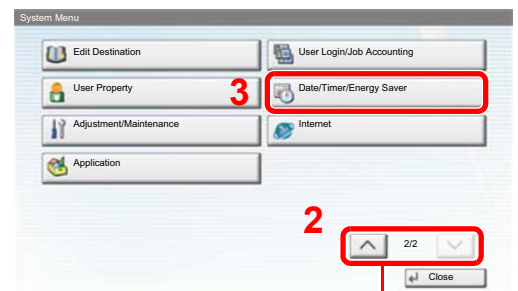 System Menu
Edit Destination
User Login/Job Accounting
User Property
3
Date/Timer/Energy Saver
Adjustment/Maintenance
Internet
Application
2
2/2
Close